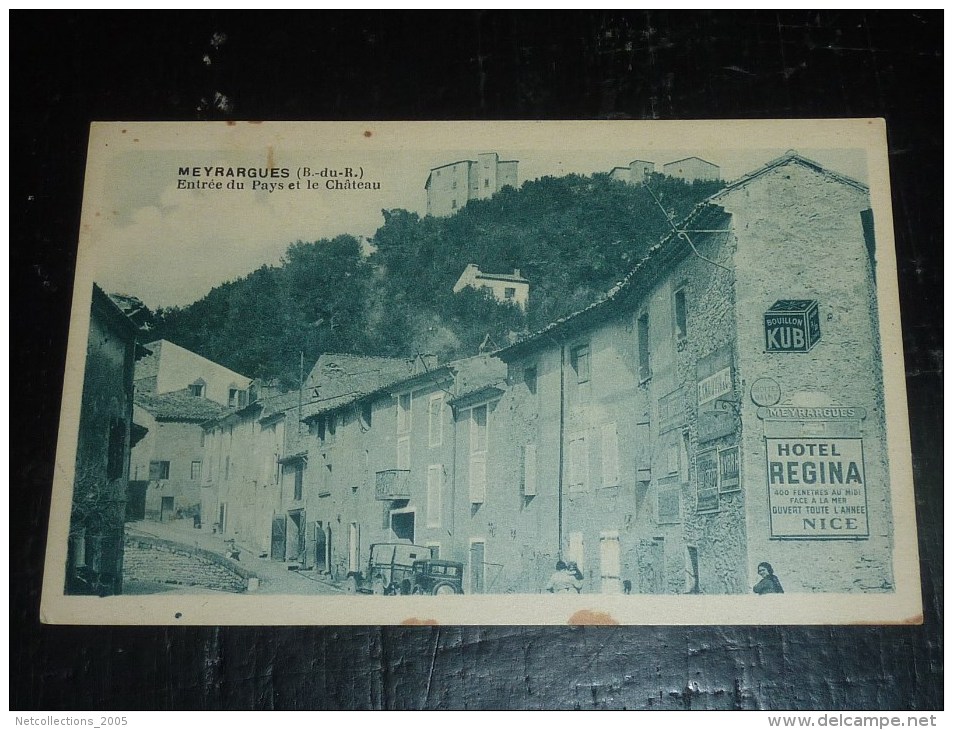 MEYRARGUES (B.-du-R.)
Entrée du Pays et le Château
BOUILLON
KUB
MEYRARGUES
HOTEL
REGINA
400 FENETRES AU MIDI
FACE A LA MER
OUVERT TOUTE L'ANNÉE
NICE
Netcollections_2005
www.delcampe.net